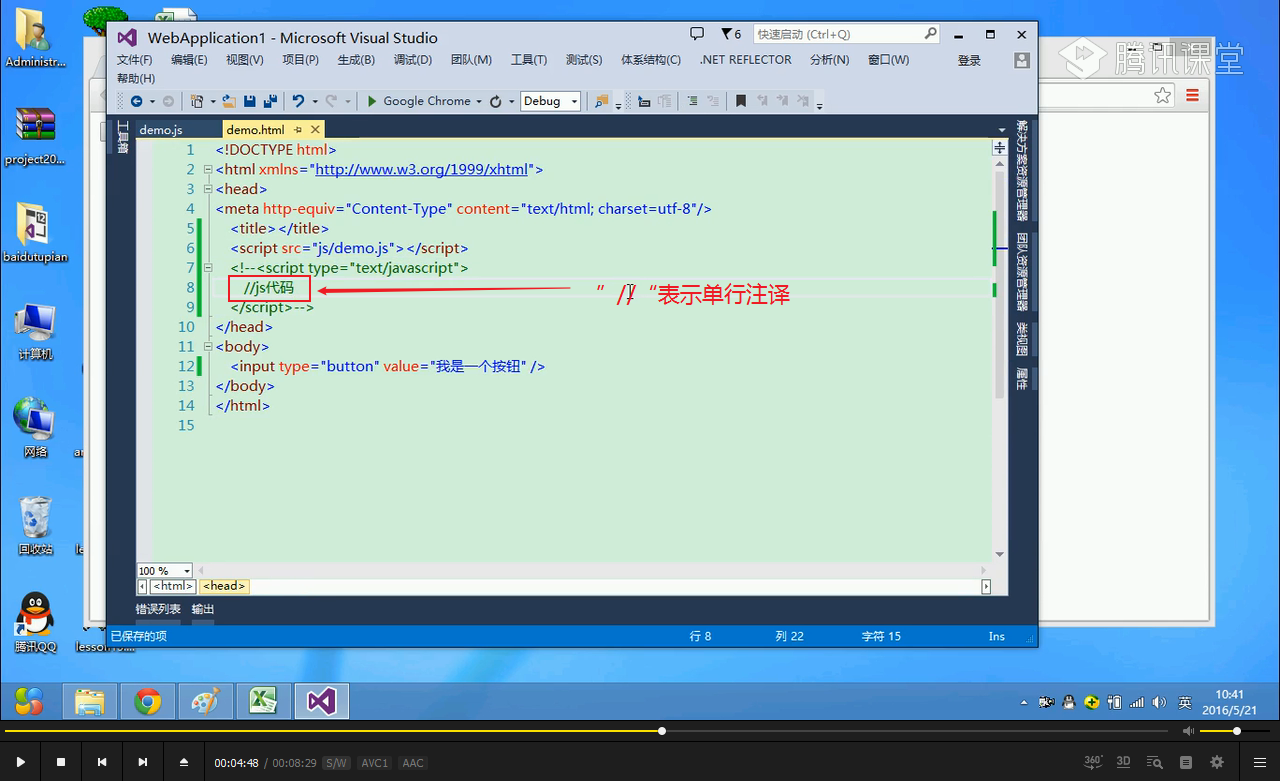 Administr...
project20...
baidutupian
计算机
网络
回收站
腾讯QQ
lesson
WebApplication1 - Microsoft Visual Studio
6
快速启动 (Ctrl+Q)
腾讯课堂
文件(F) 编辑(E) 视图(V) 项目(P) 生成(B) 调试(D) 团队(M) 工具(T) 测试(S) 体系结构(C) .NET REFLECTOR 分析(N) 窗口(W) 登录
帮助(H)
Google Chrome Debug
工具箱
demo.js demo.html
1 <!DOCTYPE html>
2 <html xmlns="http://www.w3.org/1999/xhtml">
3 <head>
4 <meta http-equiv="Content-Type" content="text/html; charset=utf-8"/>
5 <title></title>
6 <script src="js/demo.js"></script>
7 <!--<script type="text/javascript">
8 //js代码
” //“表示单行注译
9 </script>-->
10 </head>
11 <body>
12 <input type="button" value="我是一个按钮" />
13 </body>
14 </html>
15
解决方案资源管理器
团队资源管理器
类视图
属性
100 %
<html> <head>
错误列表 输出
已保存的项 行 8 列 22 字符 15 Ins
英
10:41
2016/5/21
00:04:48 / 00:08:29 S/W AVC1 AAC
360° 3D